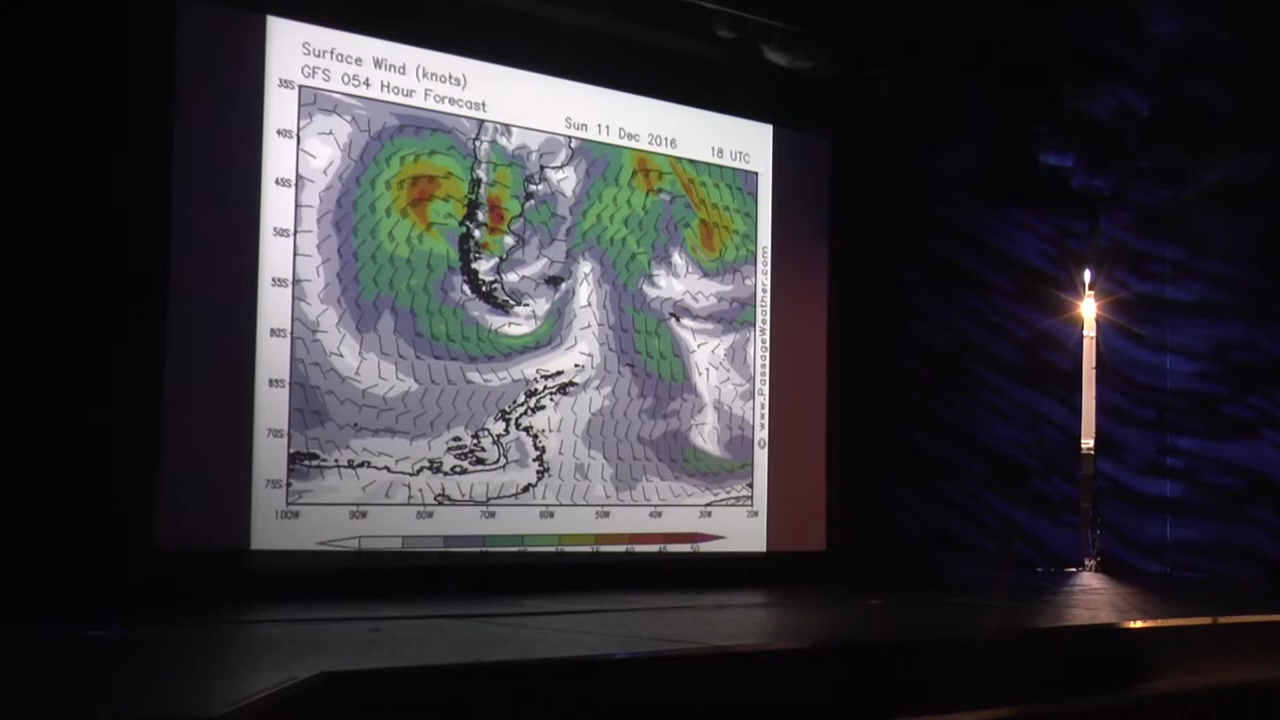 Surface Wind (knots)
GFS 054 Hour Forecast
Sun 11 Dec 2016
18 UTC
35S
40S
45S
50S
55S
60S
65S
70S
75S
100W 90W 80W 70W 60W 50W 40W 30W 20W
© www.PassageWeather.com